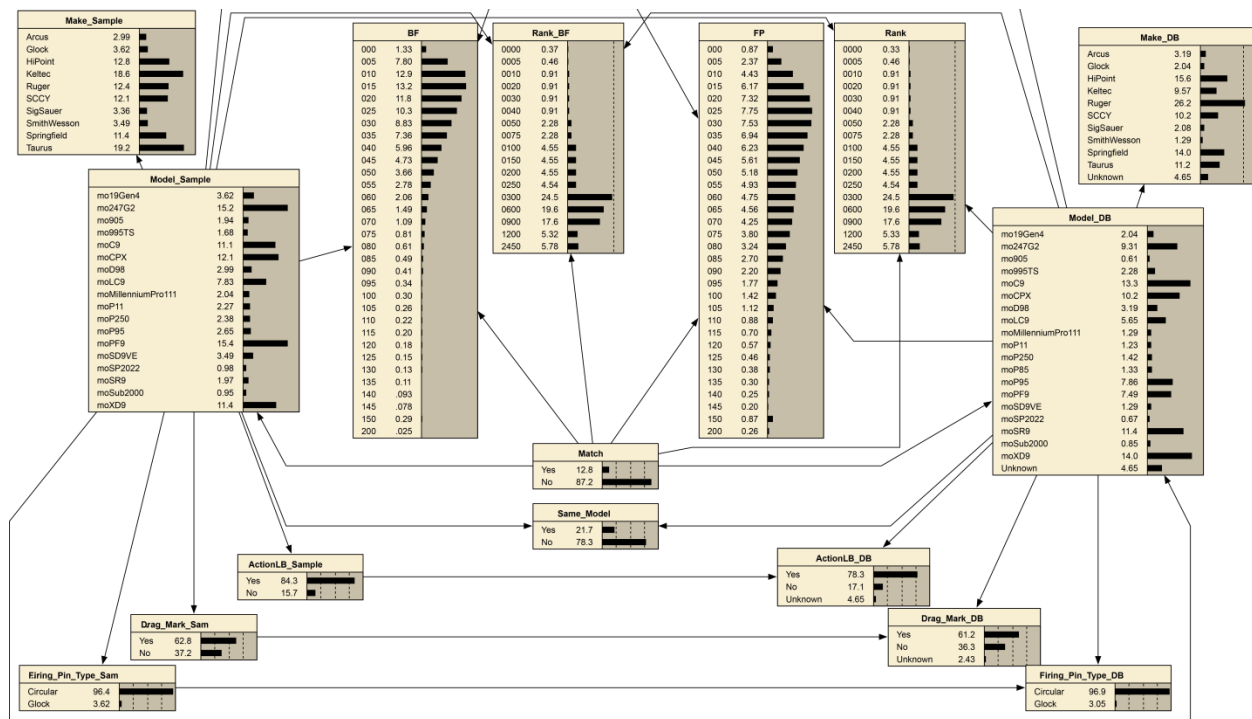 Make_Sample
Arcus 2.99
Glock 3.62
HiPoint 12.8
Keltec 18.6
Ruger 12.4
SCCY 12.1
SigSauer 3.36
SmithWesson 3.49
Springfield 11.4
Taurus 19.2
BF
000 1.33
005 7.80
010 12.9
015 13.2
020 11.8
025 10.3
030 8.83
035 7.36
040 5.96
045 4.73
050 3.66
055 2.78
060 2.06
065 1.49
070 1.09
075 0.81
080 0.61
085 0.49
090 0.41
095 0.34
100 0.30
105 0.26
110 0.22
115 0.20
120 0.18
125 0.15
130 0.13
135 0.11
140 .093
145 .078
150 0.29
200 .025
Rank_BF
0000 0.37
0005 0.46
0010 0.91
0020 0.91
0030 0.91
0040 0.91
0050 2.28
0075 2.28
0100 4.55
0150 4.55
0200 4.55
0250 4.54
0300 24.5
0600 19.6
0900 17.6
1200 5.32
2450 5.78
FP
000 0.87
005 2.37
010 4.43
015 6.17
020 7.32
025 7.75
030 7.53
035 6.94
040 6.23
045 5.61
050 5.18
055 4.93
060 4.75
065 4.56
070 4.25
075 3.80
080 3.24
085 2.70
090 2.20
095 1.77
100 1.42
105 1.12
110 0.88
115 0.70
120 0.57
125 0.46
130 0.38
135 0.30
140 0.25
145 0.20
150 0.87
200 0.26
Rank
0000 0.33
0005 0.46
0010 0.91
0020 0.91
0030 0.91
0040 0.91
0050 2.28
0075 2.28
0100 4.55
0150 4.55
0200 4.55
0250 4.54
0300 24.5
0600 19.6
0900 17.6
1200 5.33
2450 5.78
Make_DB
Arcus 3.19
Glock 2.04
HiPoint 15.6
Keltec 9.57
Ruger 26.2
SCCY 10.2
SigSauer 2.08
SmithWesson 1.29
Springfield 14.0
Taurus 11.2
Unknown 4.65
Model_Sample
mo19Gen4 3.62
mo247G2 15.2
mo905 1.94
mo995TS 1.68
moC9 11.1
moCPX 12.1
moD98 2.99
moLC9 7.83
moMillenniumPro111 2.04
moP11 2.27
moP250 2.38
moP95 2.65
moPF9 15.4
moSD9VE 3.49
moSP2022 0.98
moSR9 1.97
moSub2000 0.95
moXD9 11.4
Model_DB
mo19Gen4 2.04
mo247G2 9.31
mo905 0.61
mo995TS 2.28
moC9 13.3
moCPX 10.2
moD98 3.19
moLC9 5.65
moMillenniumPro111 1.29
moP11 1.23
moP250 1.42
moP85 1.33
moP95 7.86
moPF9 7.49
moSD9VE 1.29
moSP2022 0.67
moSR9 11.4
moSub2000 0.85
moXD9 14.0
Unknown 4.65
Match
Yes 12.8
No 87.2
Same_Model
Yes 21.7
No 78.3
ActionLB_Sample
Yes 84.3
No 15.7
ActionLB_DB
Yes 78.3
No 17.1
Unknown 4.65
Drag_Mark_Sam
Yes 62.8
No 37.2
Drag_Mark_DB
Yes 61.2
No 36.3
Unknown 2.43
Firing_Pin_Type_Sam
Circular 96.4
Glock 3.62
Firing_Pin_Type_DB
Circular 96.9
Glock 3.05